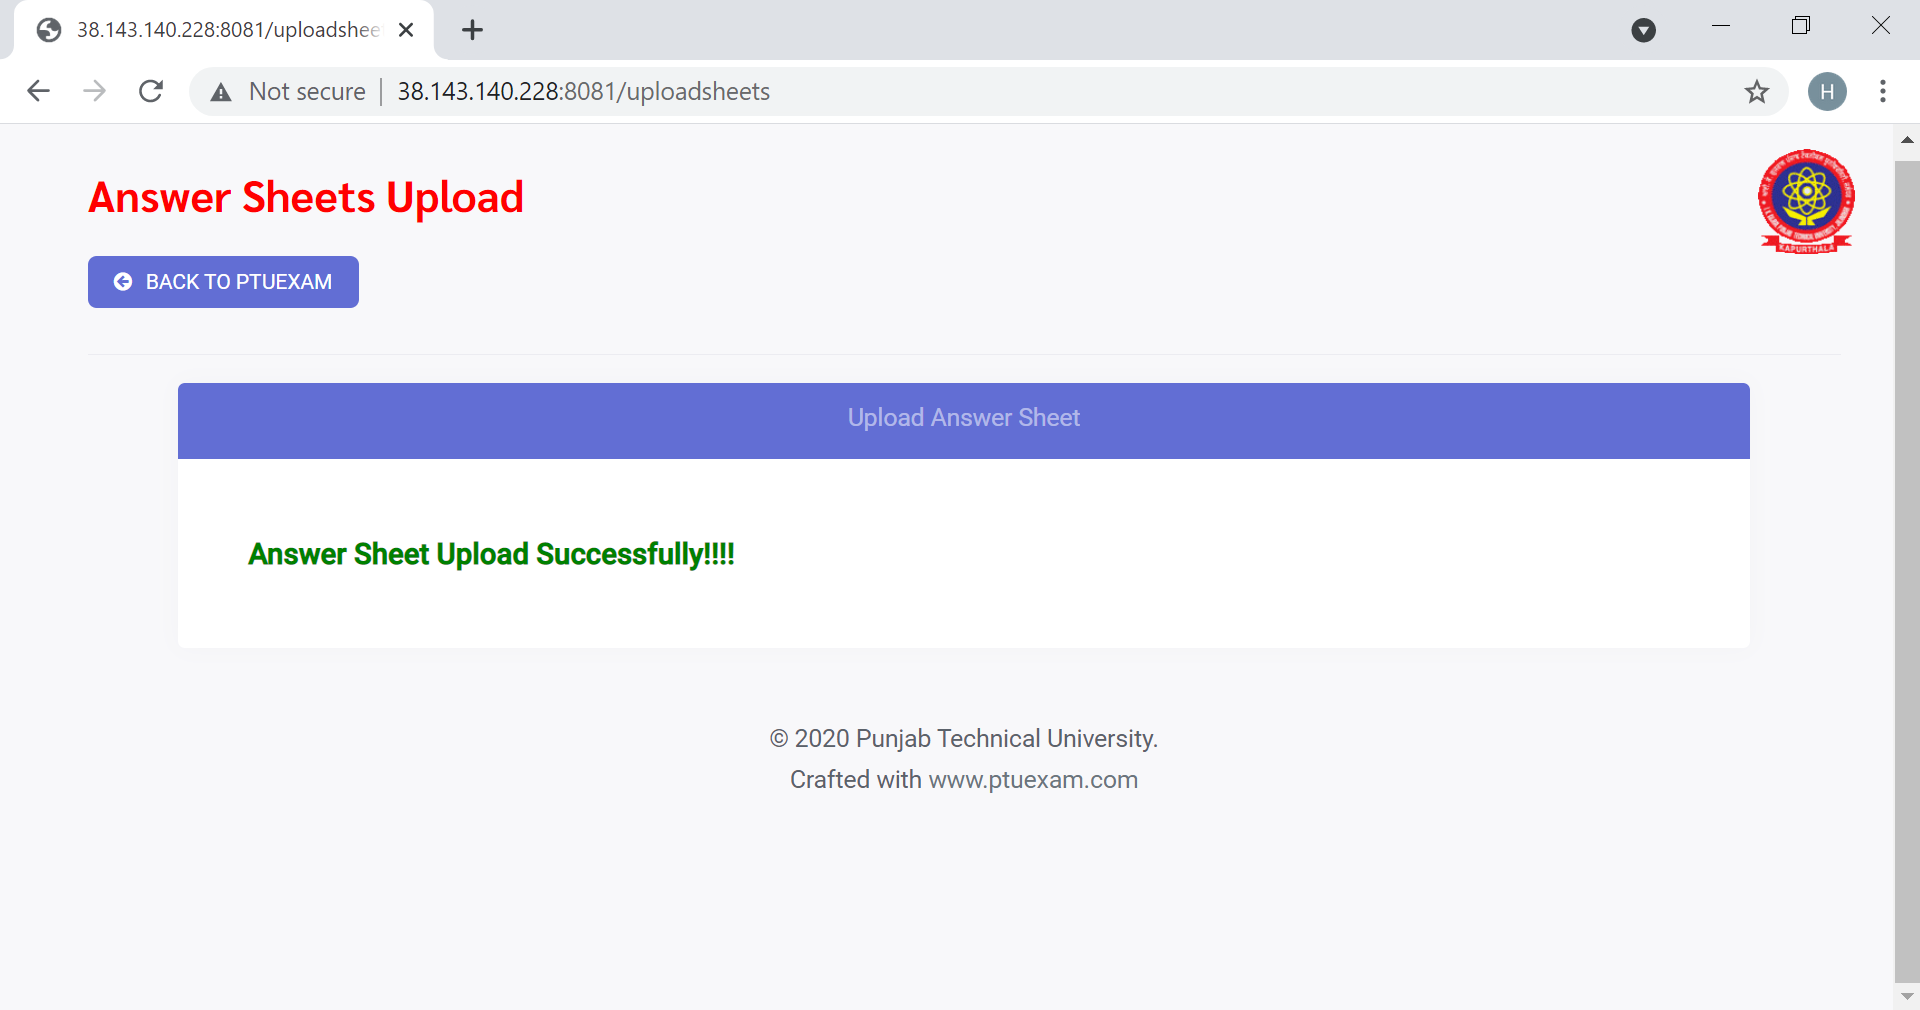 38.143.140.228:8081/uploadshee
Not secure
38.143.140.228:8081/uploadsheets
H
Answer Sheets Upload
KAPURTHALA
BACK TO PTUEXAM
Upload Answer Sheet
Answer Sheet Upload Successfully!!!!
© 2020 Punjab Technical University.
Crafted with www.ptuexam.com